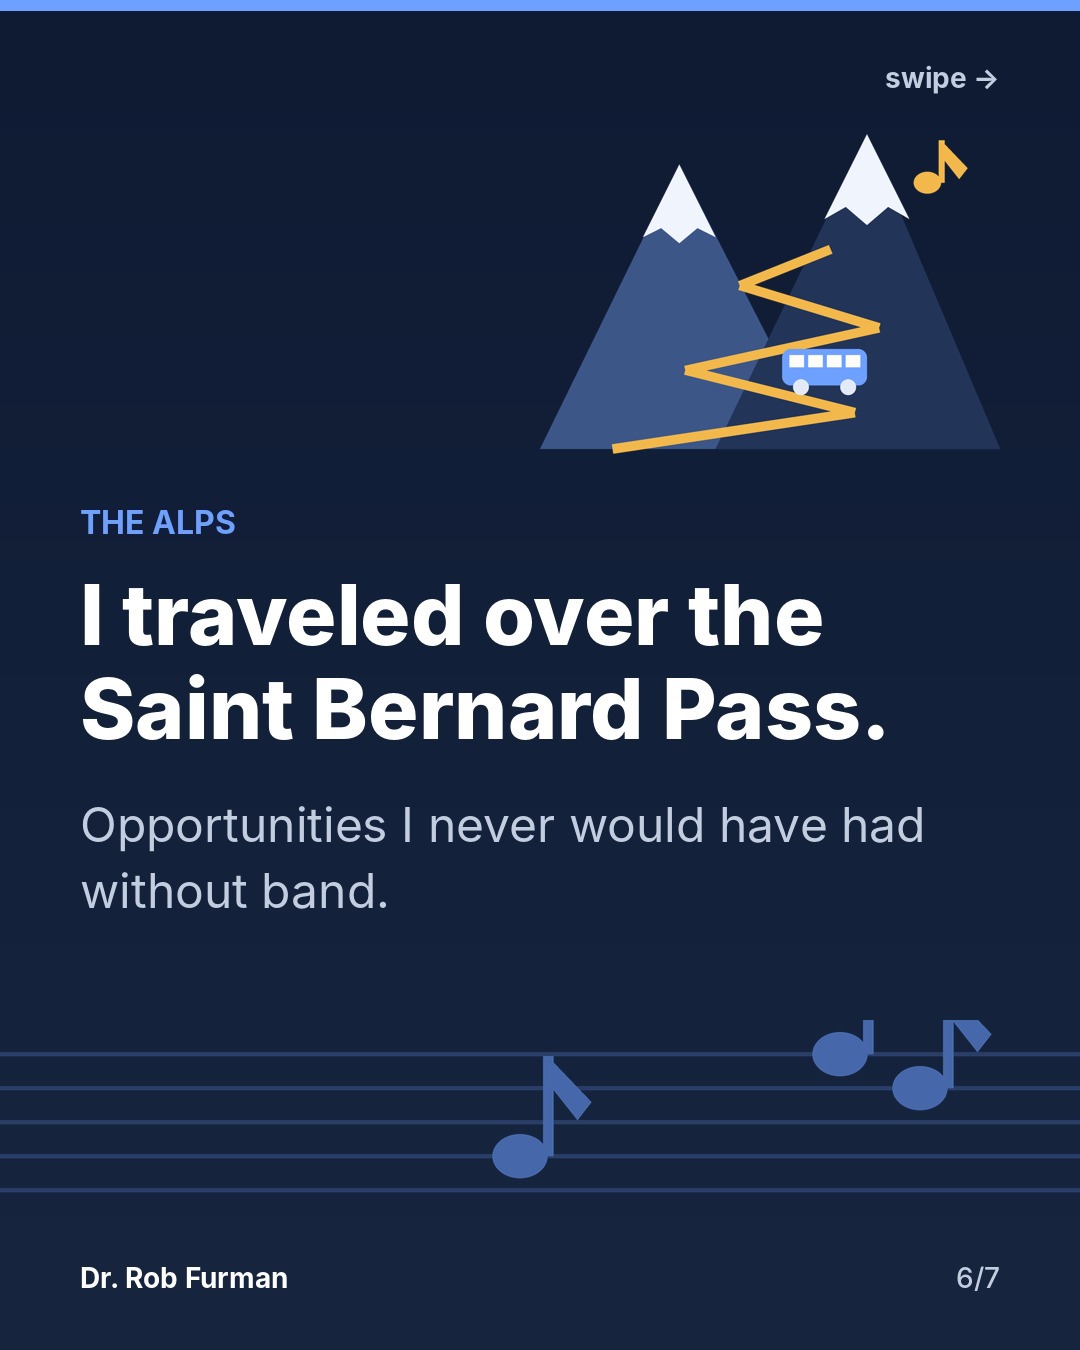 swipe →
THE ALPS
I traveled over the
Saint Bernard Pass.
Opportunities I never would have had
without band.
Dr. Rob Furman
6/7